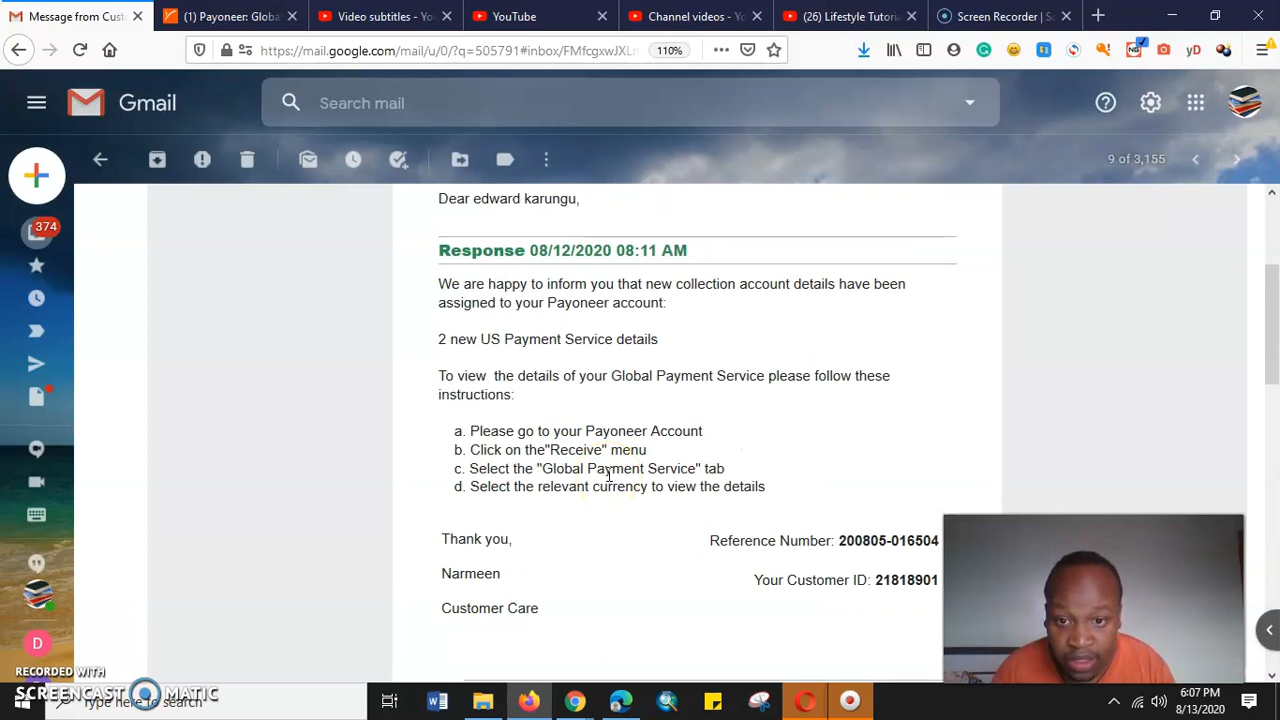 Message from Cust
(1) Payoneer: Globa
Video subtitles - Yo
YouTube
Channel videos - Yo
(26) Lifestyle Tutoria
Screen Recorder | S
https://mail.google.com/mail/u/0/?q=505791#inbox/FMfcgxwJXL
110%
Gmail
Search mail
374
9 of 3,155
Dear edward karungu,
Response 08/12/2020 08:11 AM
We are happy to inform you that new collection account details have been
assigned to your Payoneer account:
2 new US Payment Service details
To view the details of your Global Payment Service please follow these
instructions:
a. Please go to your Payoneer Account
b. Click on the"Receive" menu
c. Select the "Global Payment Service" tab
d. Select the relevant currency to view the details
Thank you,
Reference Number: 200805-016504
Narmeen
Your Customer ID: 21818901
Customer Care
D
RECORDED WITH
SCREENCAST MATIC
Type here to search
6:07 PM
8/13/2020